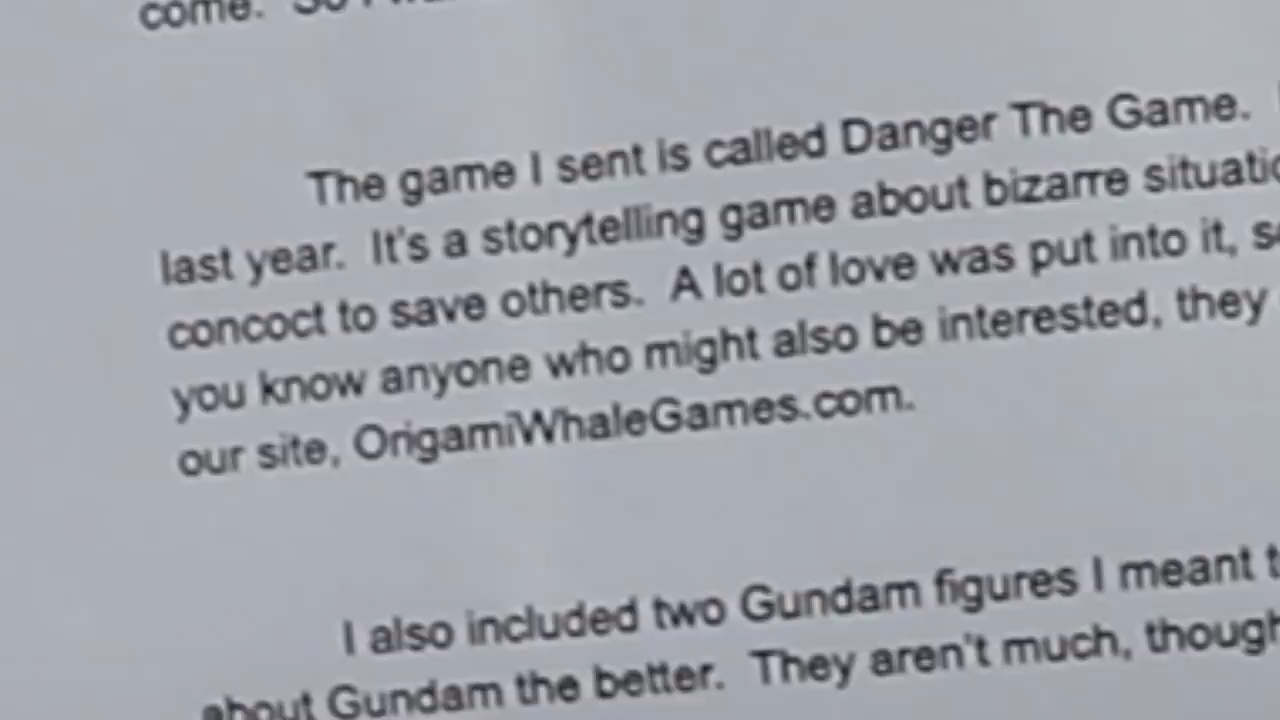 come. So I
The game I sent is called Danger The Game.
last year. It's a storytelling game about bizarre
concoct to save others. A lot of love was put into it,
you know anyone who might also be interested, they
our site, OrigamiWhaleGames.com.
I also included two Gundam figures I meant
about Gundam the better. They aren't much, though